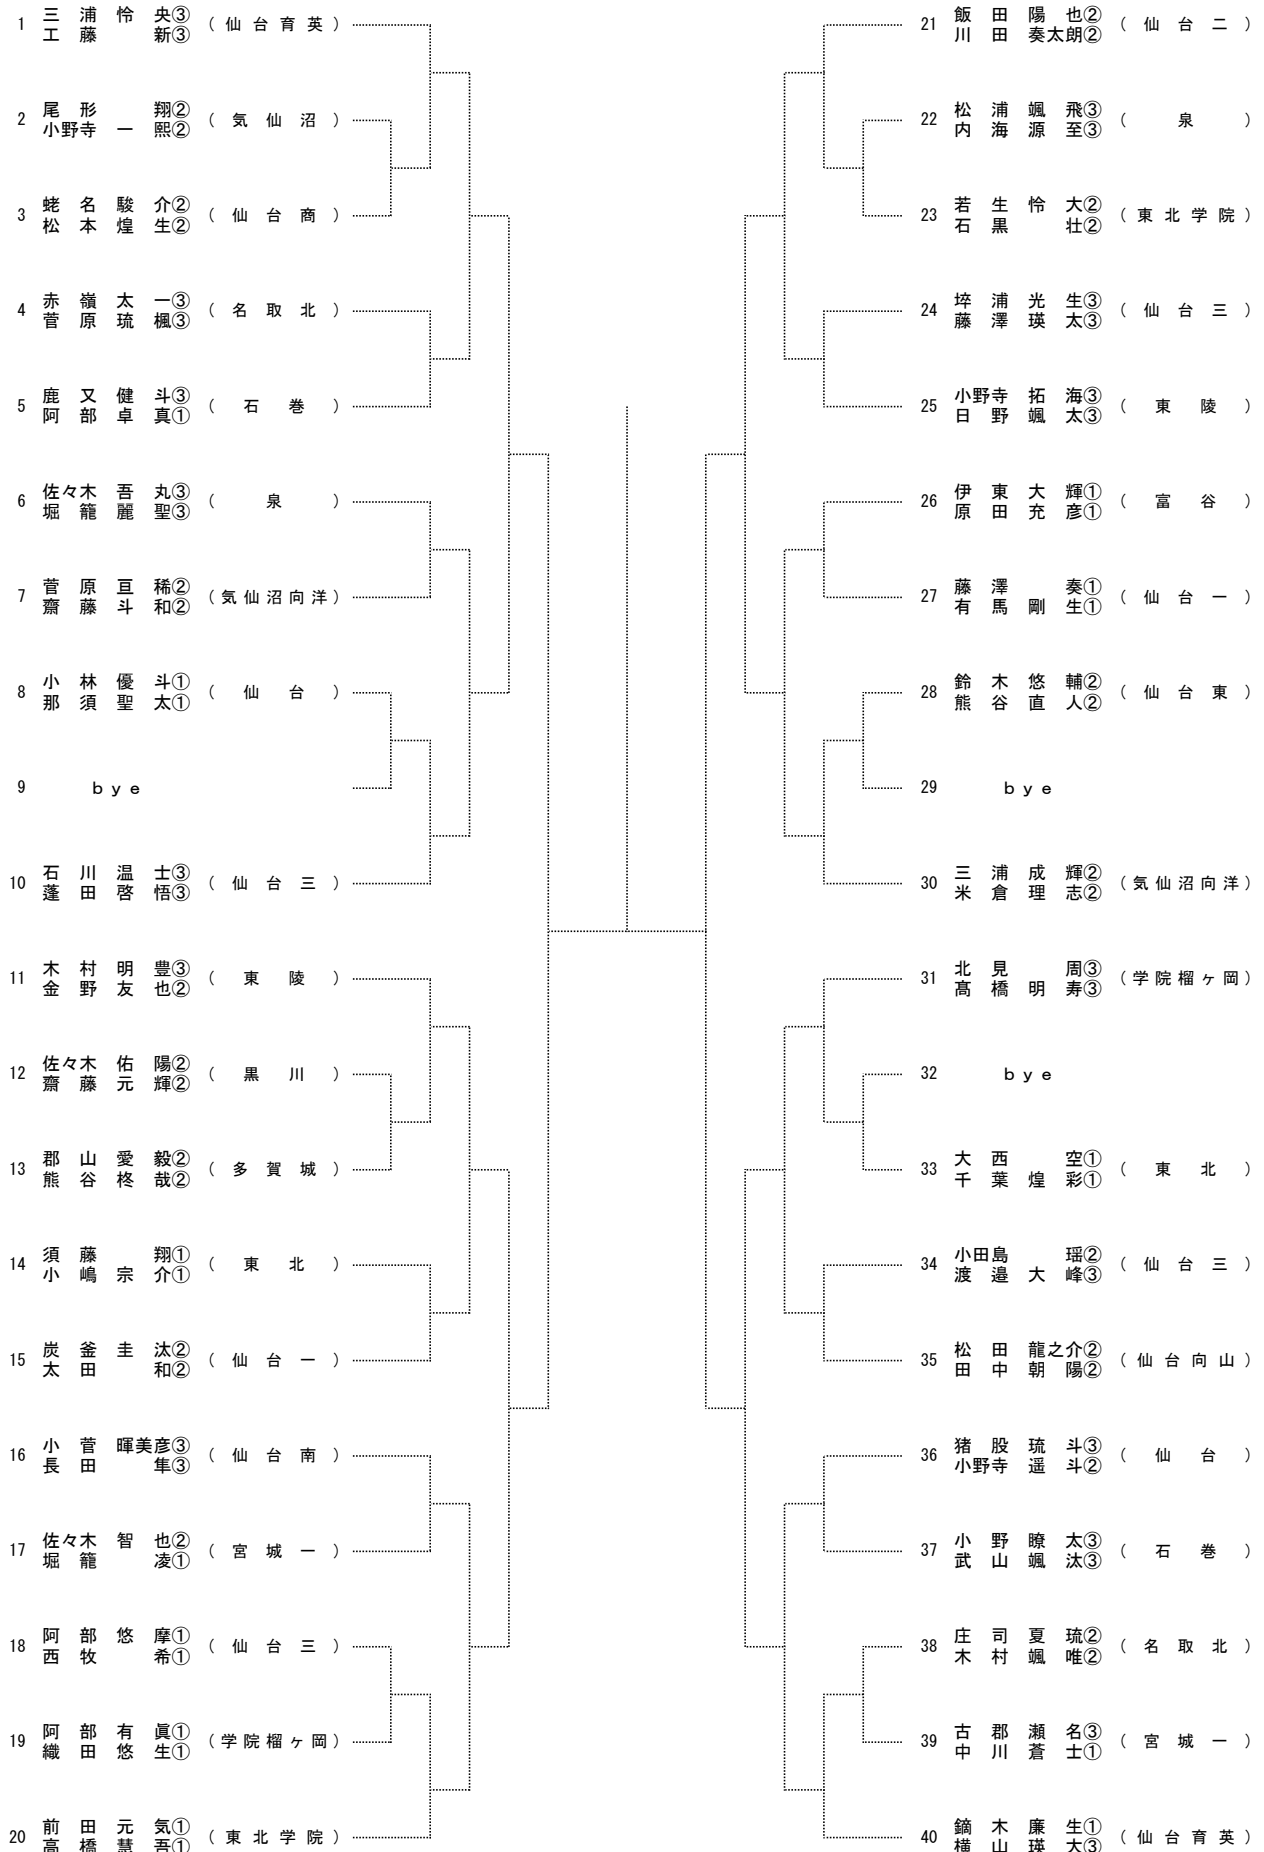 1 三浦怜央③ (仙台育英)
工藤新③
2 尾形翔② (気仙沼)
小野寺一熙②
3 蛯名駿介② (仙台商)
松本煌生②
4 赤嶺太一③ (名取北)
菅原琉楓③
5 鹿又健斗③ (石巻)
阿部卓真①
6 佐々木吾丸③ (泉)
堀籠麗聖③
7 菅原亘稀② (気仙沼向洋)
齋藤斗和②
8 小林優斗① (仙台)
那須聖太①
9 bye
10 石川温士③ (仙台三)
蓬田啓悟③
11 木村明豊③ (東陵)
金野友也②
12 佐々木佑陽② (黒川)
齋藤元輝②
13 郡山愛毅② (多賀城)
熊谷柊哉②
14 須藤翔① (東北)
小嶋宗介①
15 炭釜圭汰② (仙台一)
太田和②
16 小菅暉美彦③ (仙台南)
長田隼③
17 佐々木智也② (宮城一)
堀籠凌①
18 阿部悠摩① (仙台三)
西牧希①
19 阿部有眞① (学院榴ヶ岡)
織田悠生①
20 前田元気① (東北学院)
高橋慧吾①
21 飯田陽也② (仙台二)
川田奏太朗②
22 松浦颯飛③ (泉)
内海源至③
23 若生怜大② (東北学院)
石黒壮②
24 埣浦光生③ (仙台三)
藤澤瑛太③
25 小野寺拓海③ (東陵)
日野颯太③
26 伊東大輝① (富谷)
原田充彦①
27 藤澤奏① (仙台一)
有馬剛生①
28 鈴木悠輔② (仙台東)
熊谷直人②
29 bye
30 三浦成輝② (気仙沼向洋)
米倉理志②
31 北見周③ (学院榴ヶ岡)
髙橋明寿③
32 bye
33 大西空① (東北)
千葉煌彩①
34 小田島瑶② (仙台三)
渡邉大峰③
35 松田龍之介② (仙台向山)
田中朝陽②
36 猪股琉斗③ (仙台)
小野寺遥斗②
37 小野瞭太③ (石巻)
武山颯汰③
38 庄司夏琉② (名取北)
木村颯唯②
39 古郡瀬名③ (宮城一)
中川蒼士①
40 鏑木廉生① (仙台育英)
横山瑛大③